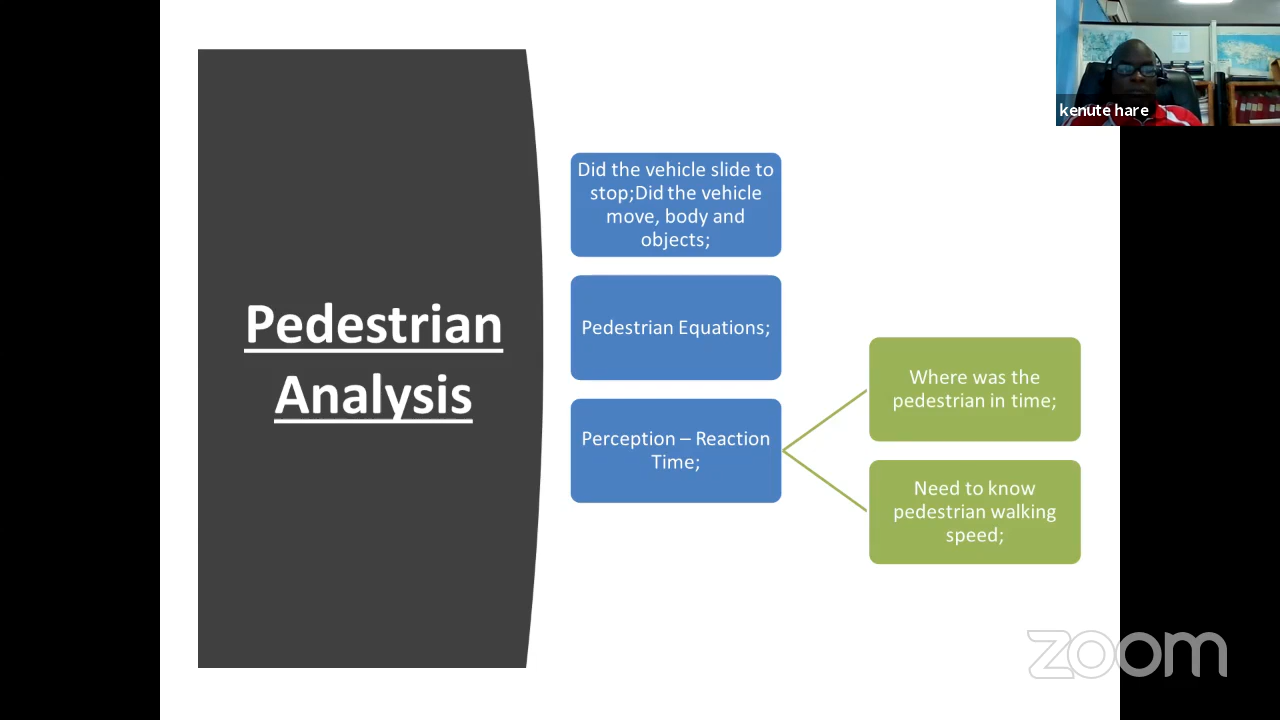 kenute hare
Did the vehicle slide to
stop;Did the vehicle
move, body and
objects;
Pedestrian
Analysis
Pedestrian Equations;
Perception – Reaction
Time;
Where was the
pedestrian in time;
Need to know
pedestrian walking
speed;
zoom